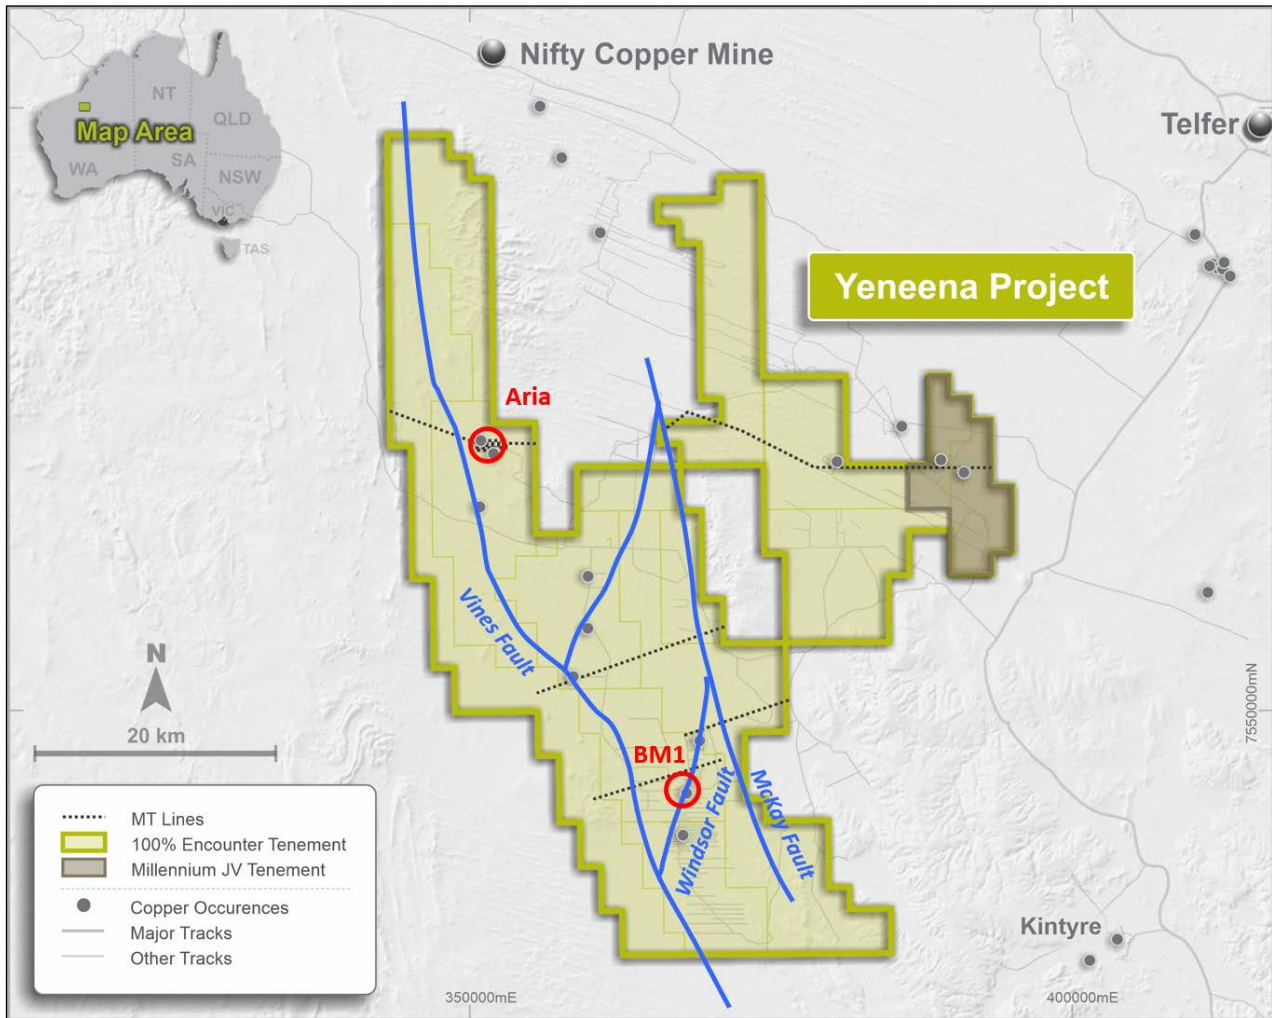 Nifty Copper Mine
NT
QLD
Map Area
WA
SA
NSW
VIC
TAS
Telfer
Yeneena Project
Aria
Vines Fault
N
20 km
BM1
Windsor Fault
McKay Fault
7550000mN
MT Lines
100% Encounter Tenement
Millennium JV Tenement
Copper Occurences
Major Tracks
Other Tracks
Kintyre
350000mE
400000mE